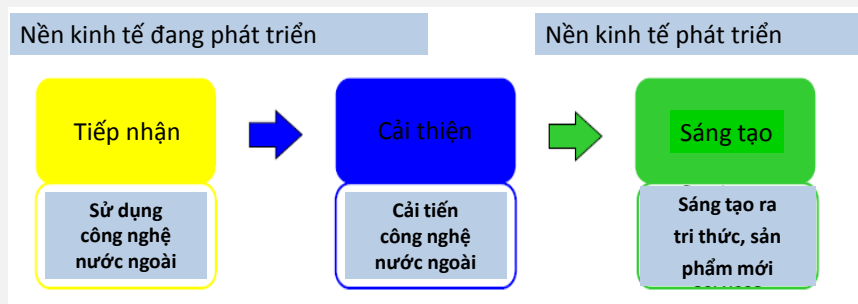 Nền kinh tế đang phát triển
Nền kinh tế phát triển
Tiếp nhận
Cải thiện
Sáng tạo
Sử dụng
công nghệ
nước ngoài
Cải tiến
công nghệ
nước ngoài
Sáng tạo ra
tri thức, sản
phẩm mới